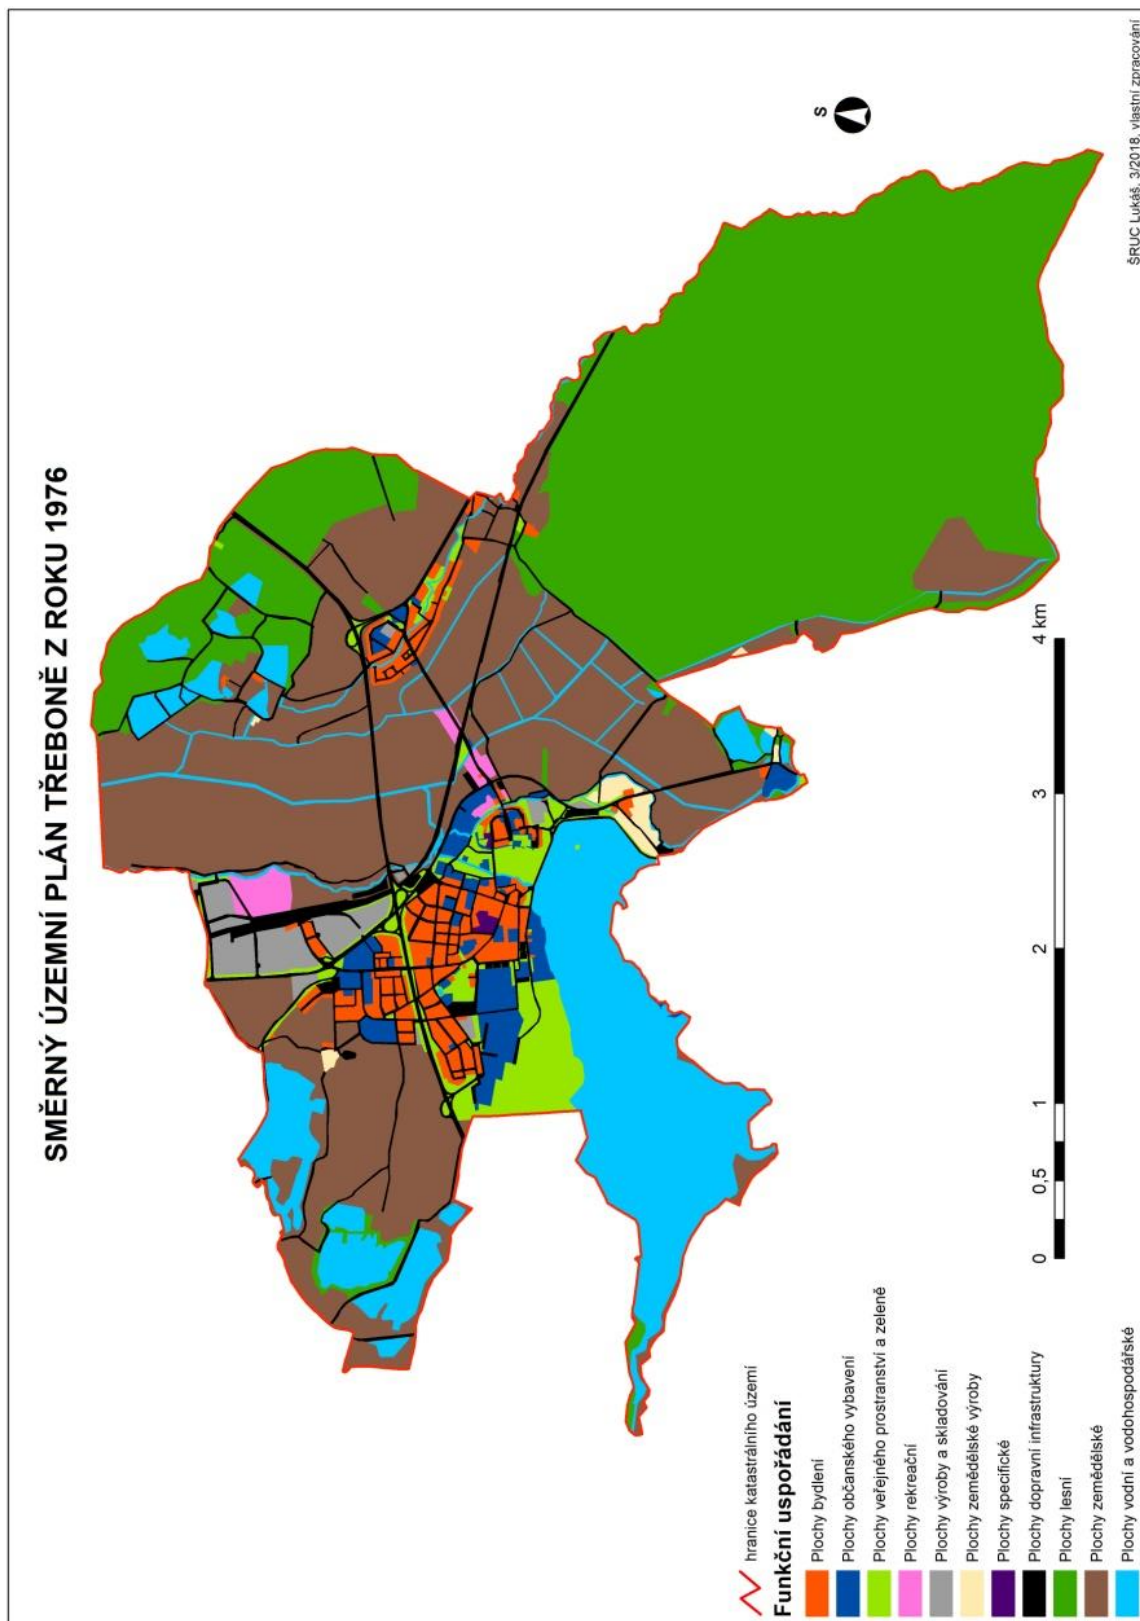 SMĚRNÝ ÚZEMNÍ PLÁN TŘEBONĚ Z ROKU 1976
S
hranice katastrálního území
Funkční uspořádání
Plochy bydlení
Plochy občanského vybavení
Plochy veřejného prostranství a zeleně
Plochy rekreační
Plochy výroby a skladování
Plochy zemědělské výroby
Plochy specifické
Plochy dopravní infrastruktury
Plochy lesní
Plochy zemědělské
Plochy vodní a vodohospodářské
0 0,5 1 2 3 4 km
ŠRUC Lukáš, 3/2018, vlastní zpracování